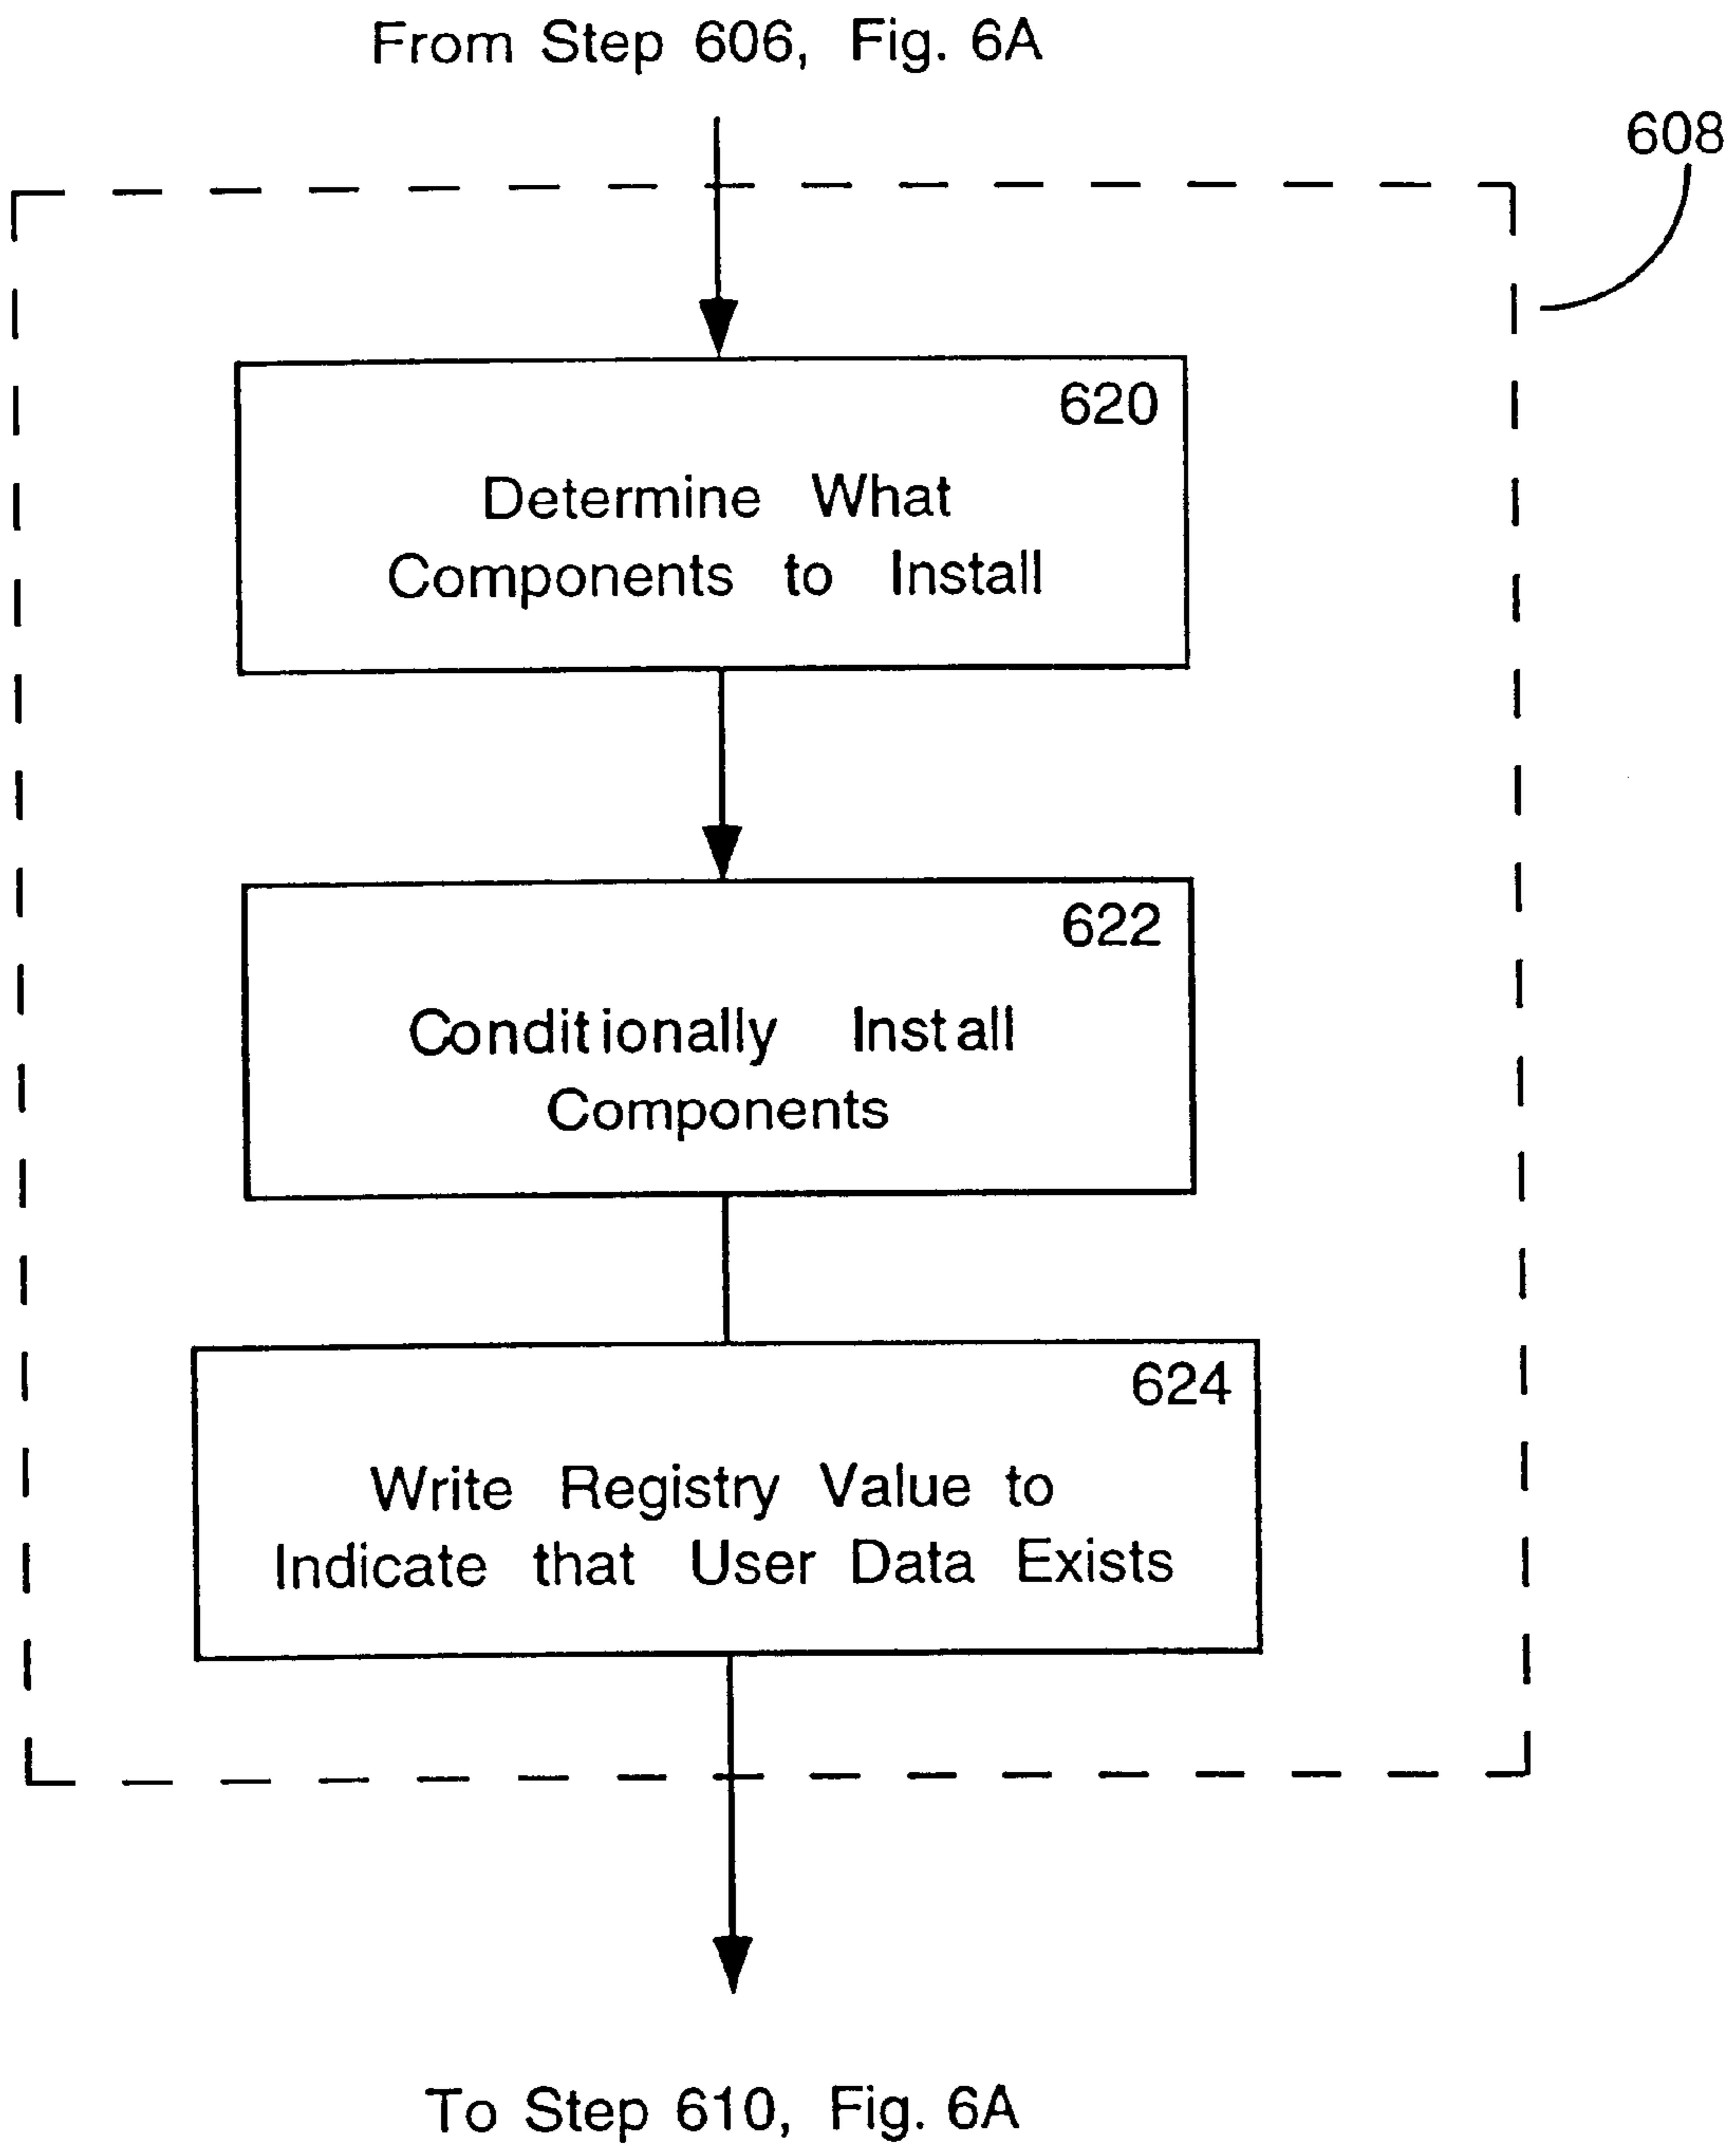 From Step 606, Fig. 6A
608
620
Determine What
Components to Install
622
Conditionally Install
Components
624
Write Registry Value to
Indicate that User Data Exists
To Step 610, Fig. 6A